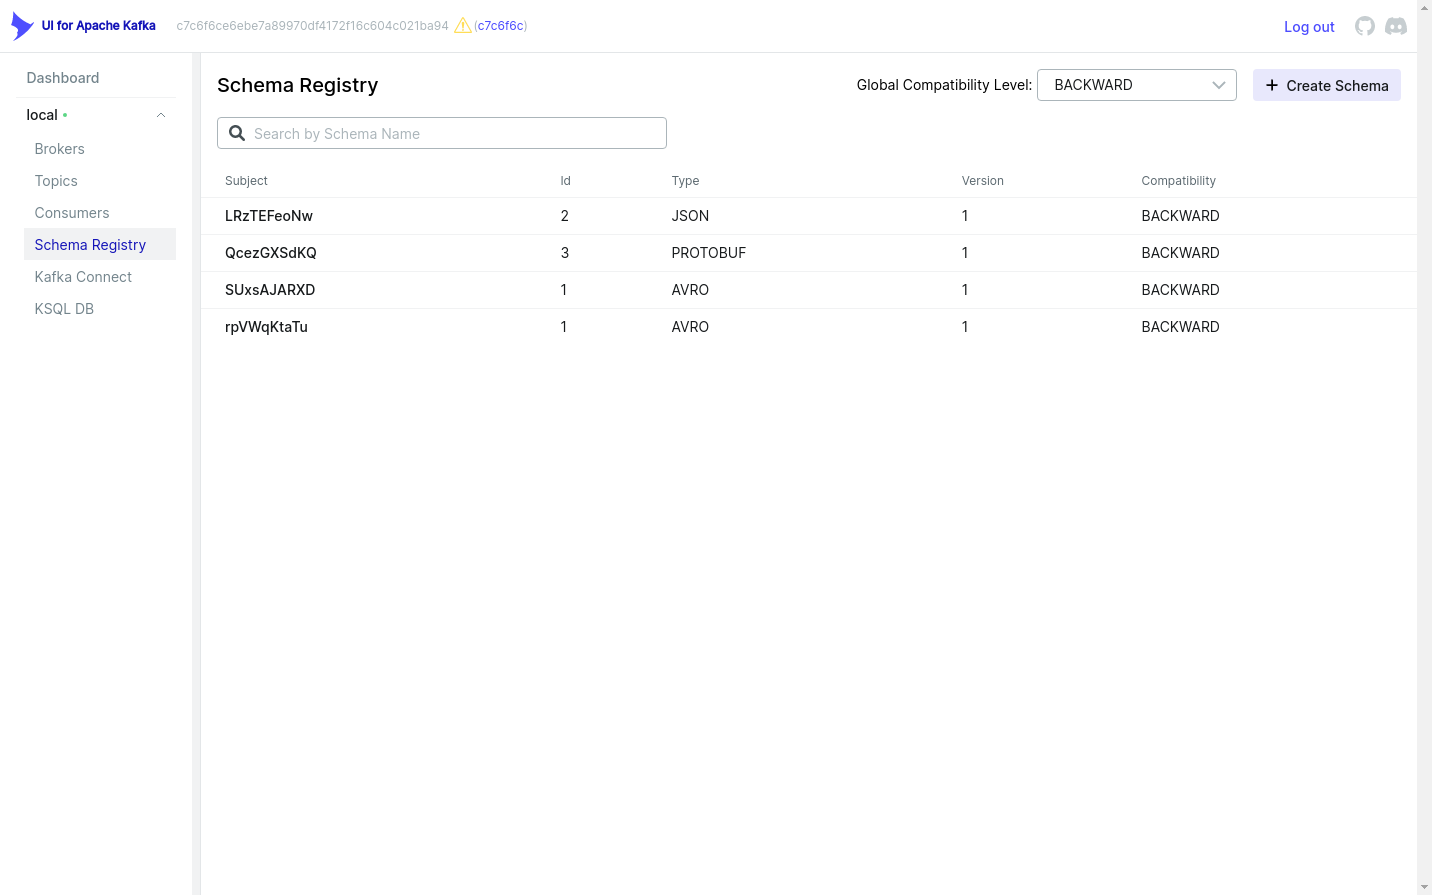 UI for Apache Kafka c7c6f6ce6ebe7a89970df4172f16c604c021ba94 (c7c6f6c) Log out
Dashboard
local
Brokers
Topics
Consumers
Schema Registry
Kafka Connect
KSQL DB
Schema Registry Global Compatibility Level: BACKWARD Create Schema
Search by Schema Name
Subject Id Type Version Compatibility
LRzTEFeoNw 2 JSON 1 BACKWARD
QcezGXSdKQ 3 PROTOBUF 1 BACKWARD
SUxsAJARXD 1 AVRO 1 BACKWARD
rpVWqKtaTu 1 AVRO 1 BACKWARD